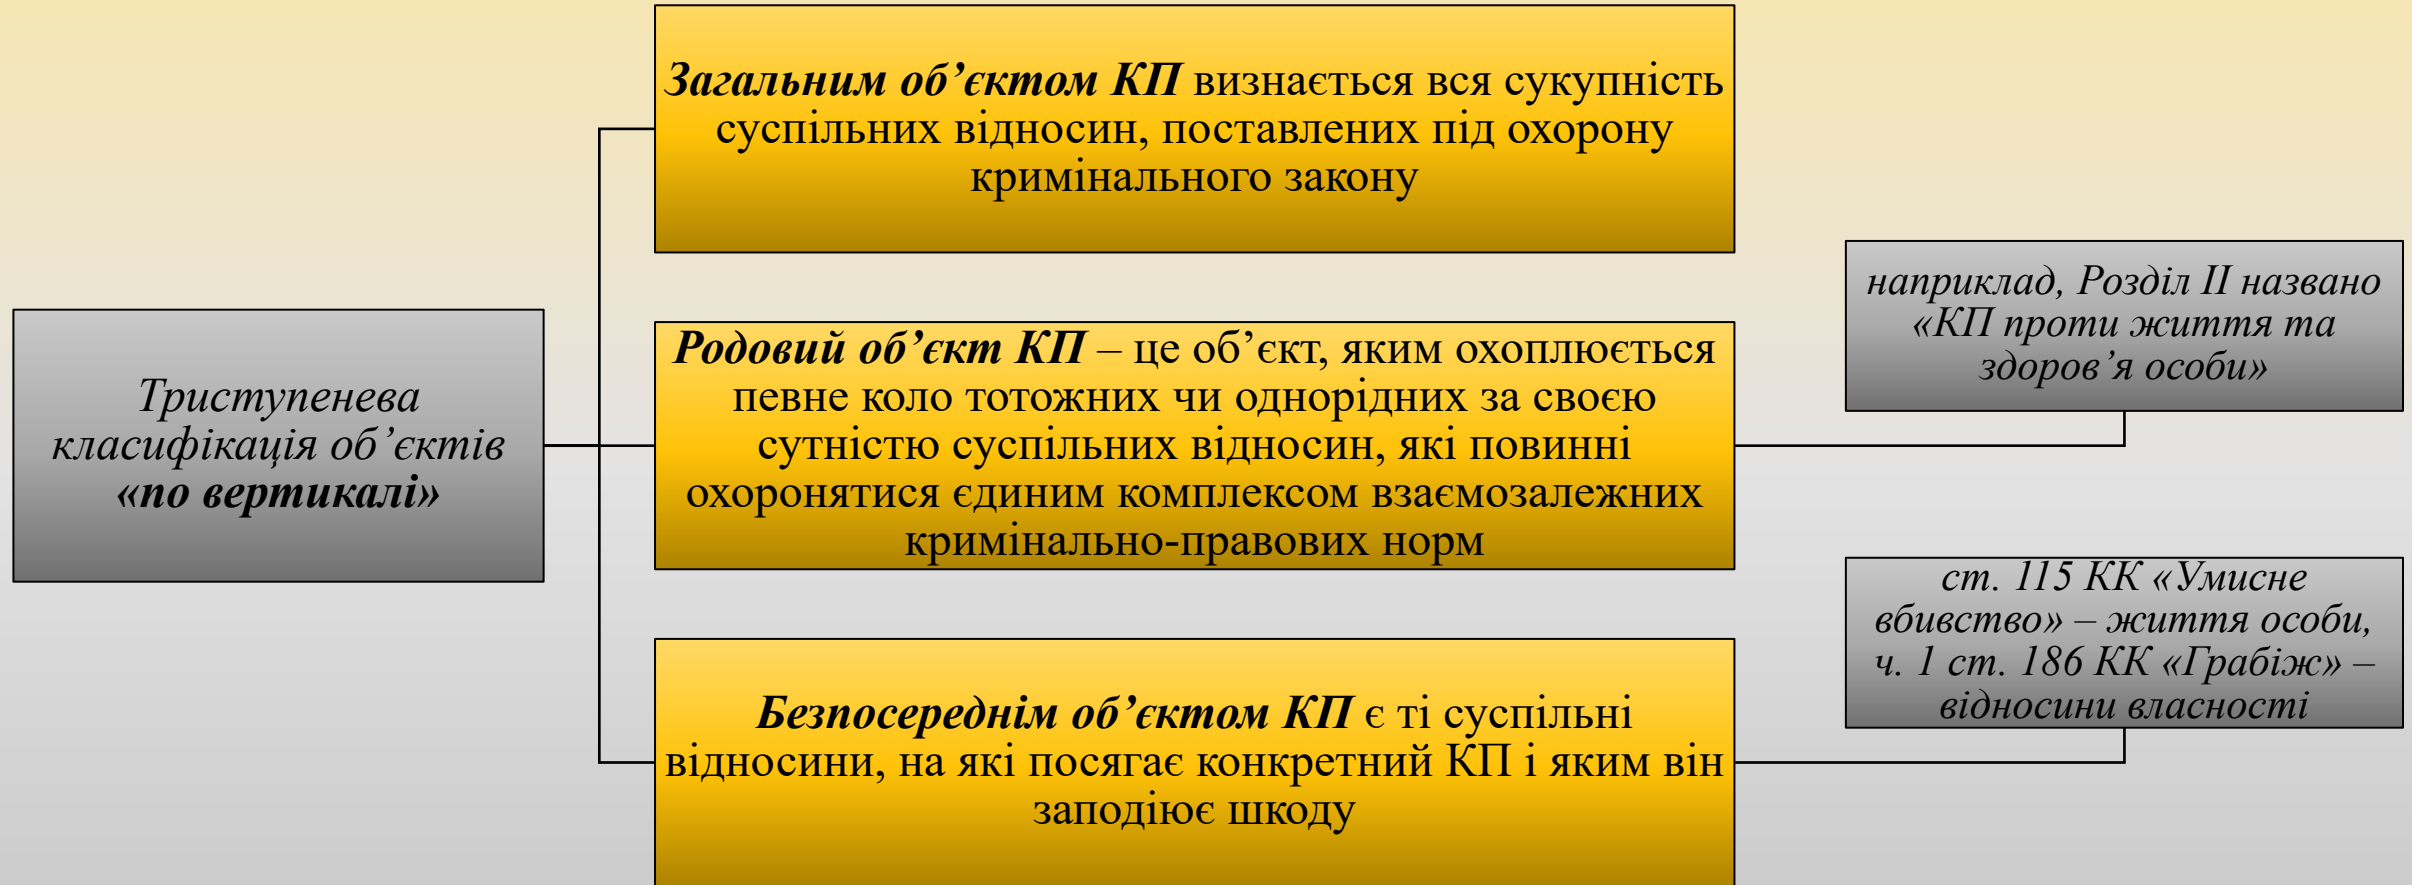 Триступенева
класифікація об’єктів
«по вертикалі»
Загальним об’єктом КП визнається вся сукупність
суспільних відносин, поставлених під охорону
кримінального закону
Родовий об’єкт КП – це об’єкт, яким охоплюється
певне коло тотожних чи однорідних за своєю
сутністю суспільних відносин, які повинні
охоронятися єдиним комплексом взаємозалежних
кримінально-правових норм
наприклад, Розділ II названо
«КП проти життя та
здоров’я особи»
Безпосереднім об’єктом КП є ті суспільні
відносини, на які посягає конкретний КП і яким він
заподіює шкоду
ст. 115 КК «Умисне
вбивство» – життя особи,
ч. 1 ст. 186 КК «Грабіж» –
відносини власності